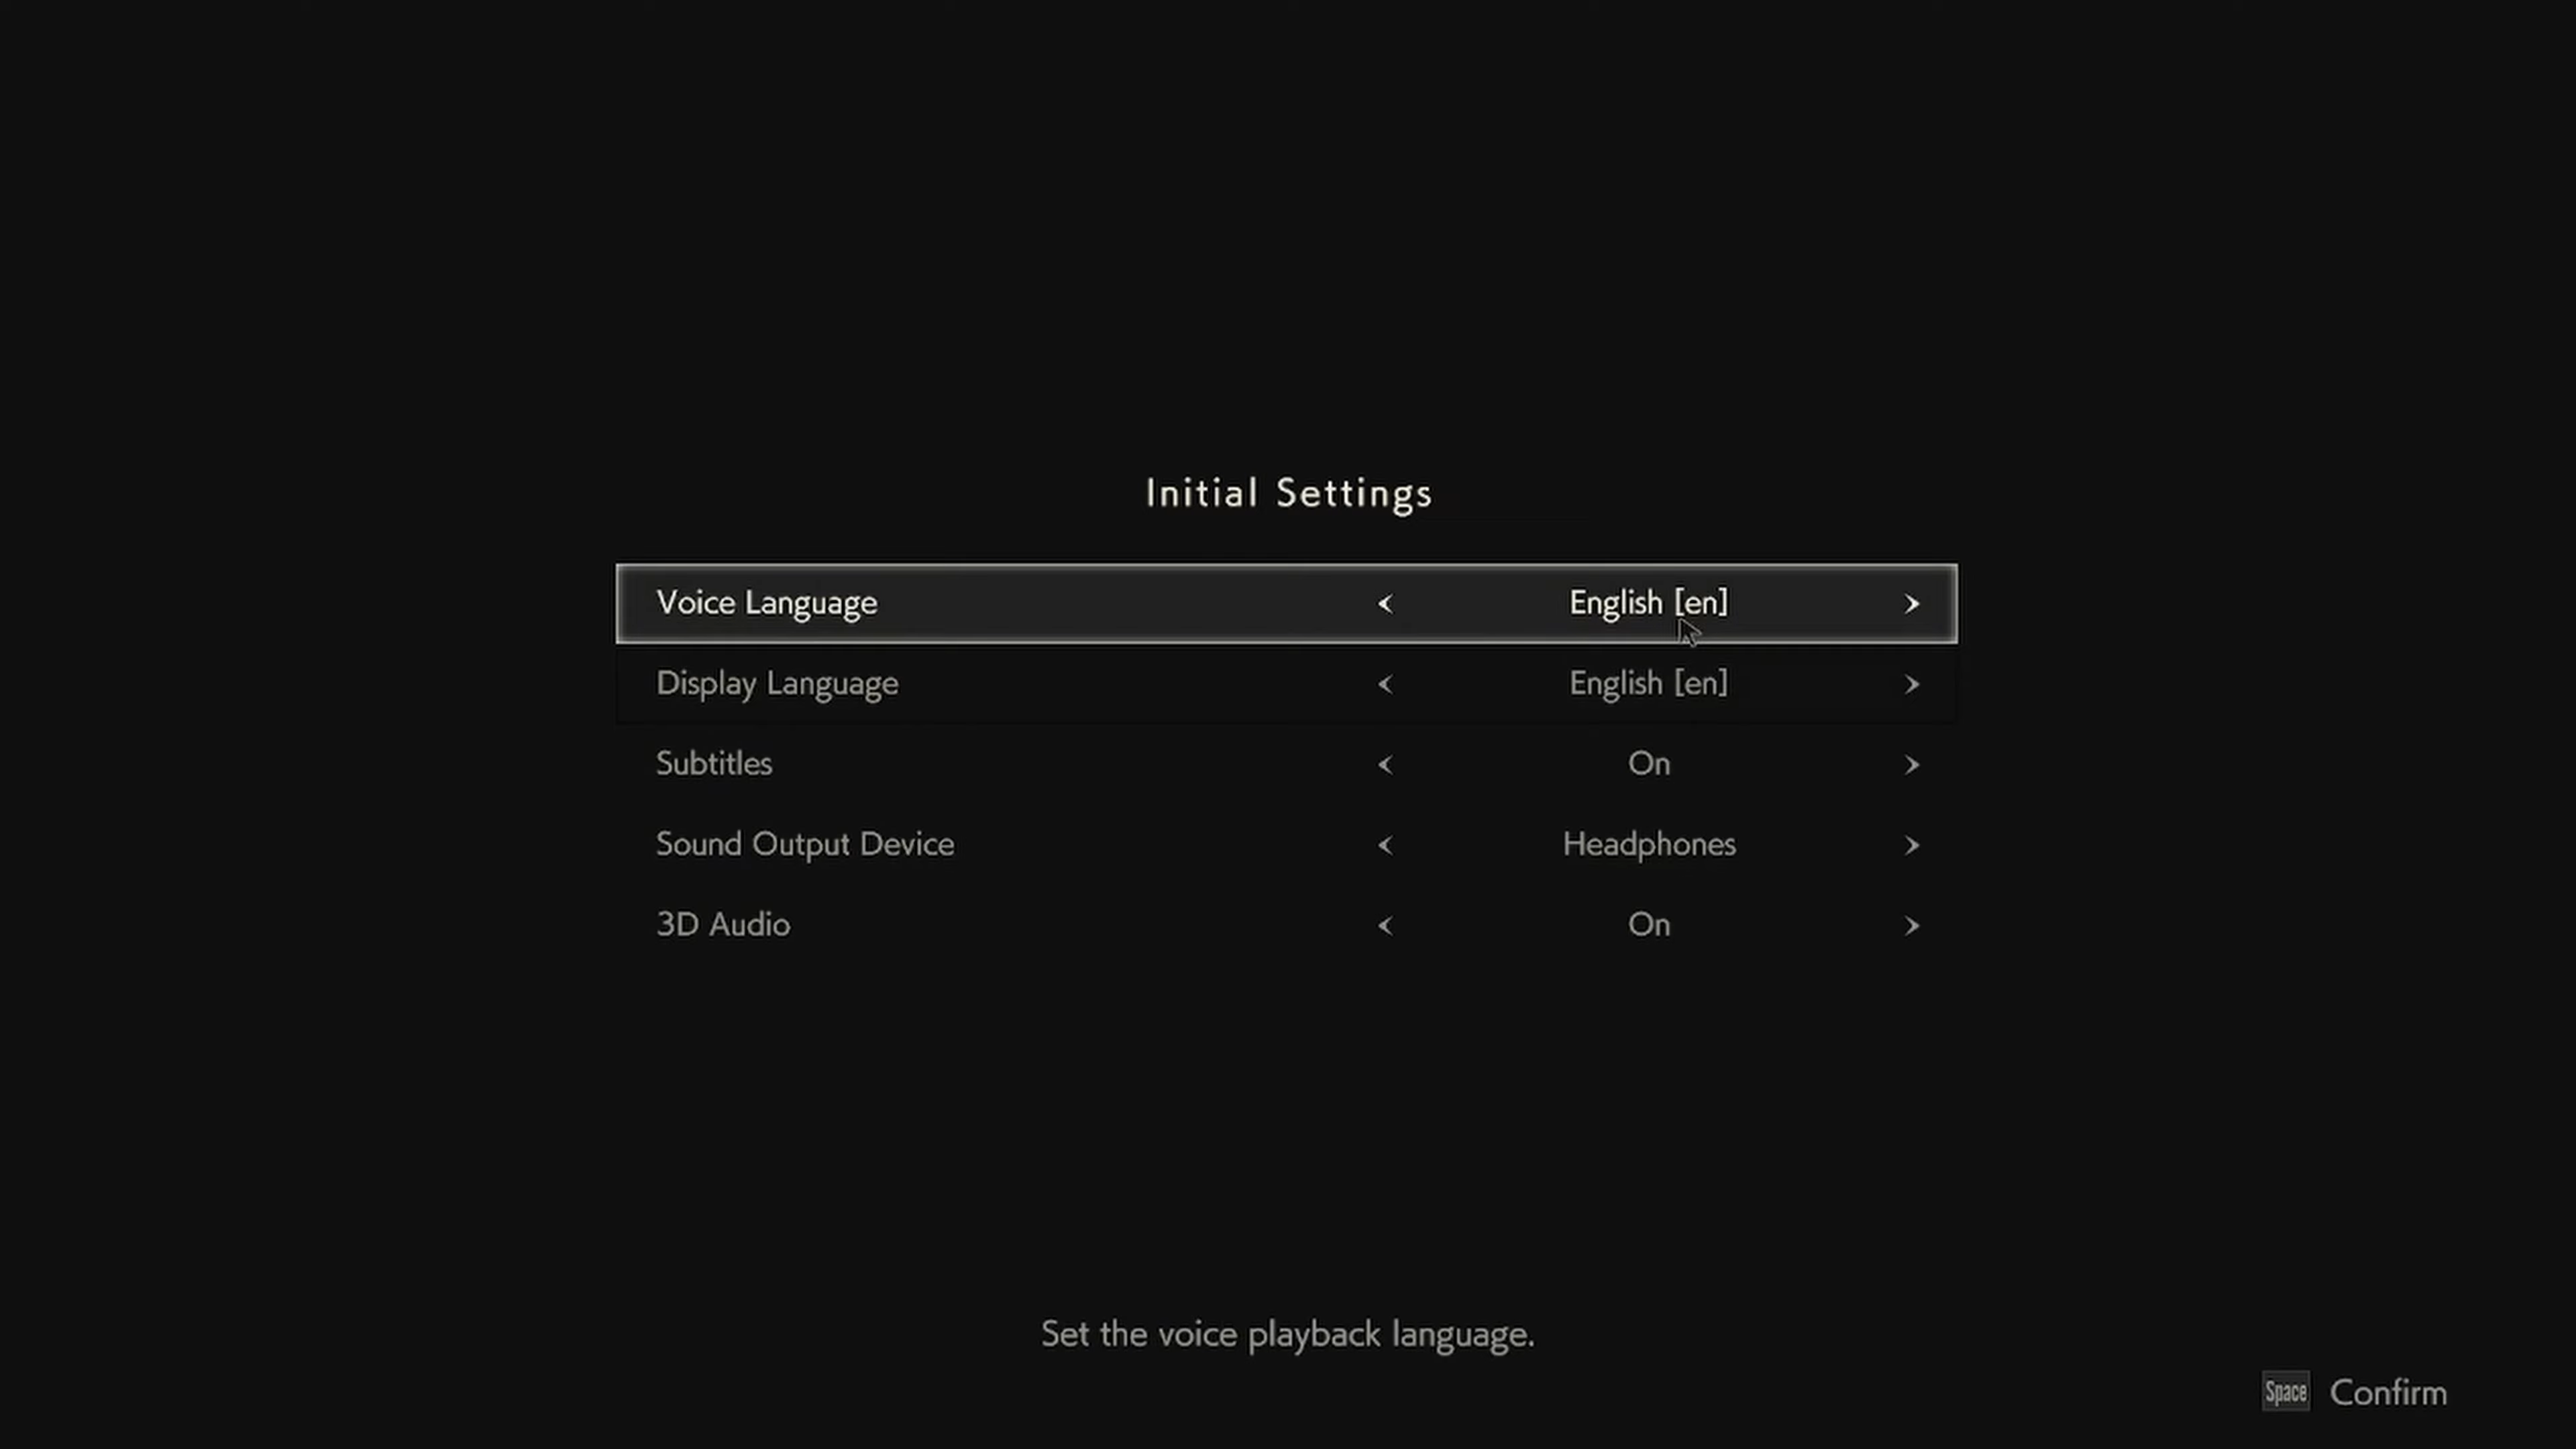 Initial Settings
Voice Language < English [en] >
Display Language < English [en] >
Subtitles < On >
Sound Output Device < Headphones >
3D Audio < On >
Set the voice playback language.
Space Confirm